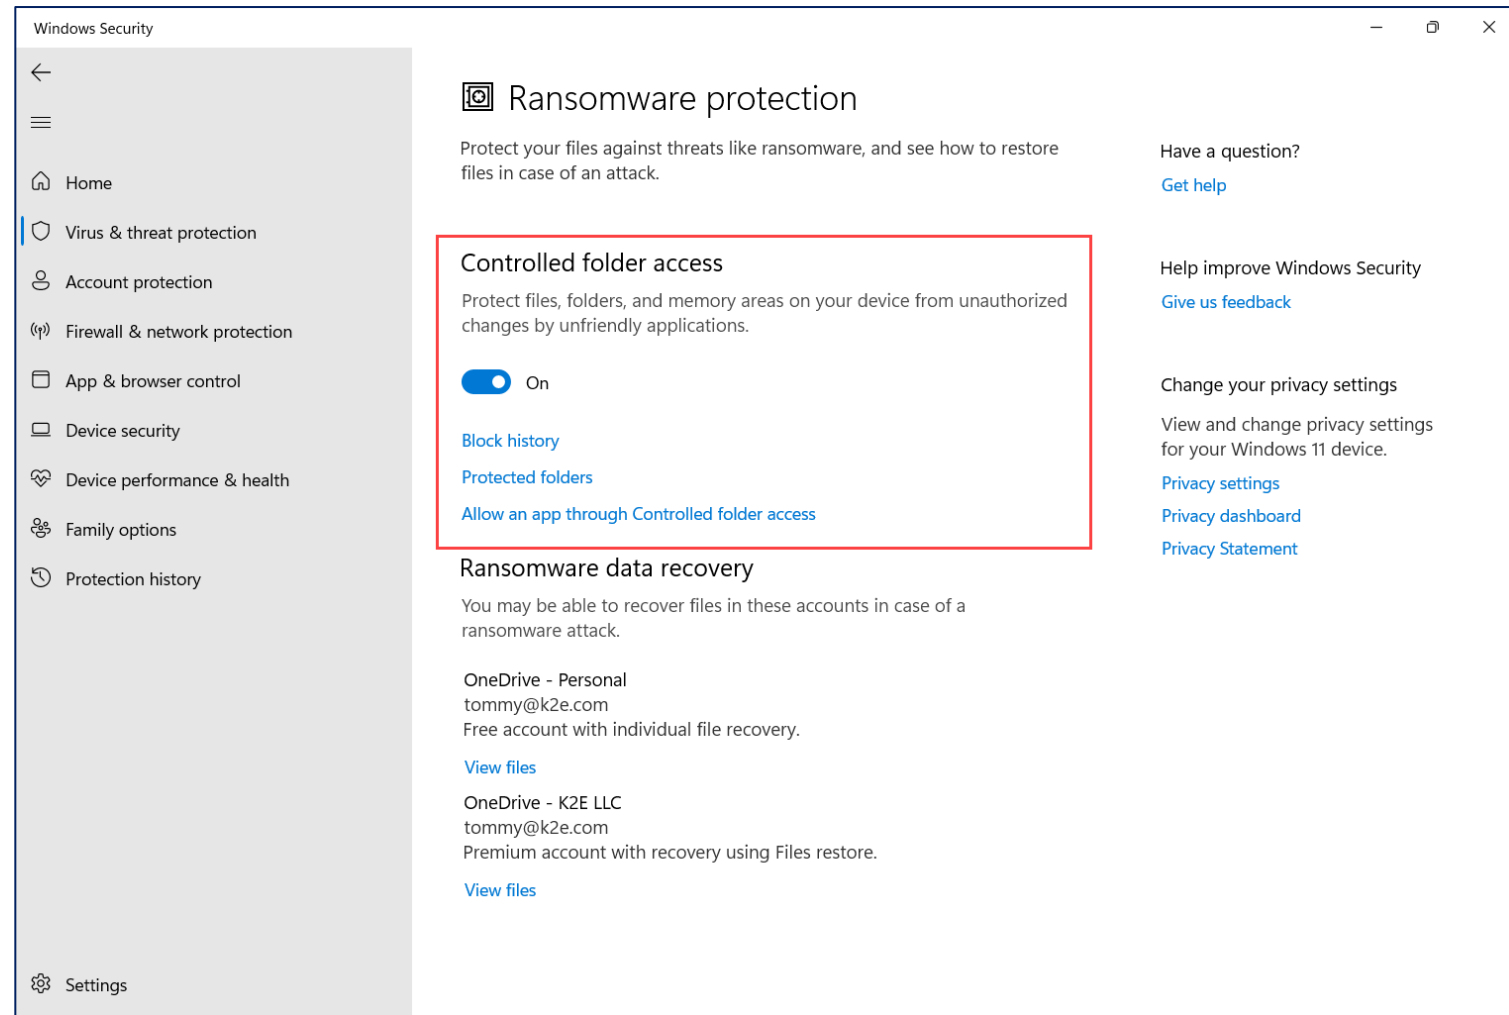 Windows Security
Home
Virus & threat protection
Account protection
Firewall & network protection
App & browser control
Device security
Device performance & health
Family options
Protection history
Settings
Ransomware protection
Protect your files against threats like ransomware, and see how to restore
files in case of an attack.
Controlled folder access
Protect files, folders, and memory areas on your device from unauthorized
changes by unfriendly applications.
On
Block history
Protected folders
Allow an app through Controlled folder access
Ransomware data recovery
You may be able to recover files in these accounts in case of a
ransomware attack.
OneDrive - Personal
tommy@k2e.com
Free account with individual file recovery.
View files
OneDrive - K2E LLC
tommy@k2e.com
Premium account with recovery using Files restore.
View files
Have a question?
Get help
Help improve Windows Security
Give us feedback
Change your privacy settings
View and change privacy settings
for your Windows 11 device.
Privacy settings
Privacy dashboard
Privacy Statement